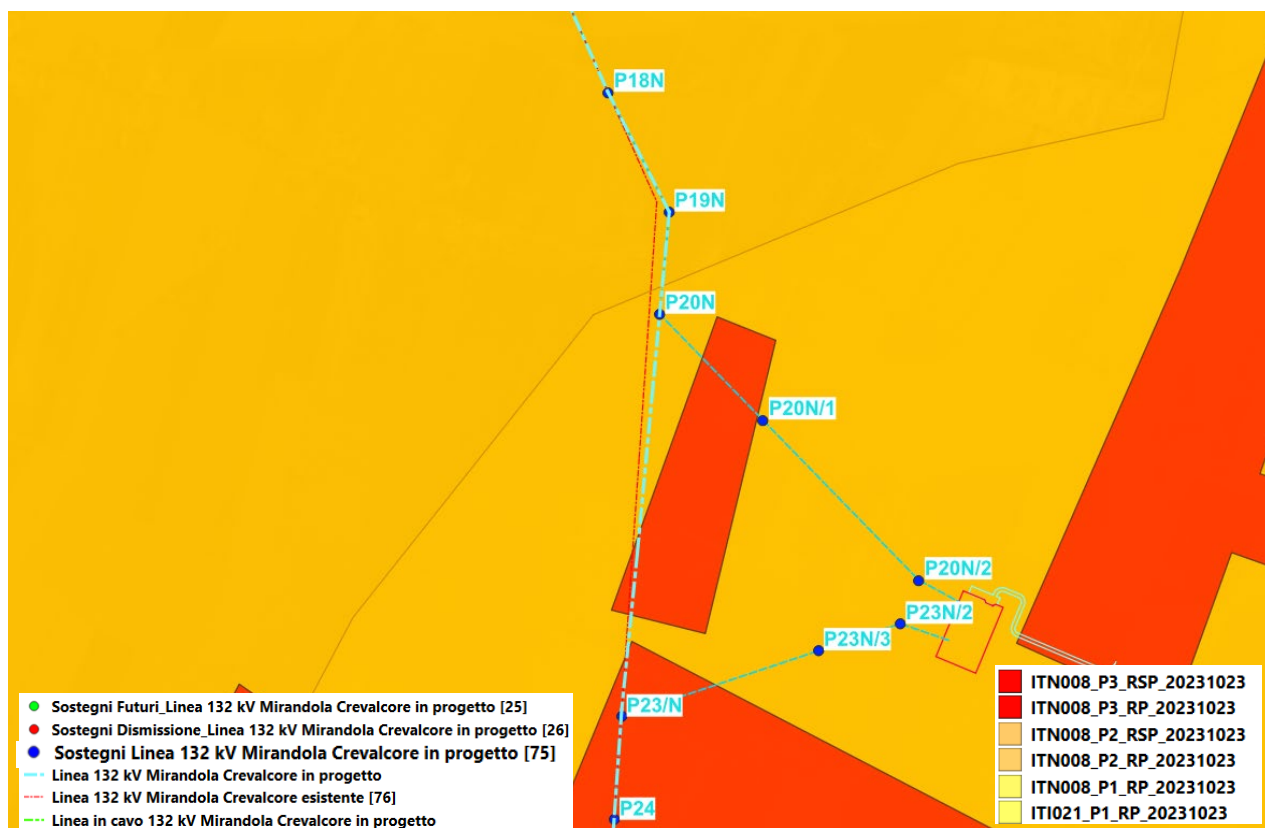 P18N
P19N
P20N
P20N/1
P20N/2
P23N/2
P23N/3
P23/N
P24
Sostegni Futuri_Linea 132 kV Mirandola Crevalcore in progetto [25]
Sostegni Dismissione_Linea 132 kV Mirandola Crevalcore in progetto [26]
Sostegni Linea 132 kV Mirandola Crevalcore in progetto [75]
Linea 132 kV Mirandola Crevalcore in progetto
Linea 132 kV Mirandola Crevalcore esistente [76]
Linea in cavo 132 kV Mirandola Crevalcore in progetto
ITN008_P3_RSP_20231023
ITN008_P3_RP_20231023
ITN008_P2_RSP_20231023
ITN008_P2_RP_20231023
ITN008_P1_RP_20231023
ITI021_P1_RP_20231023